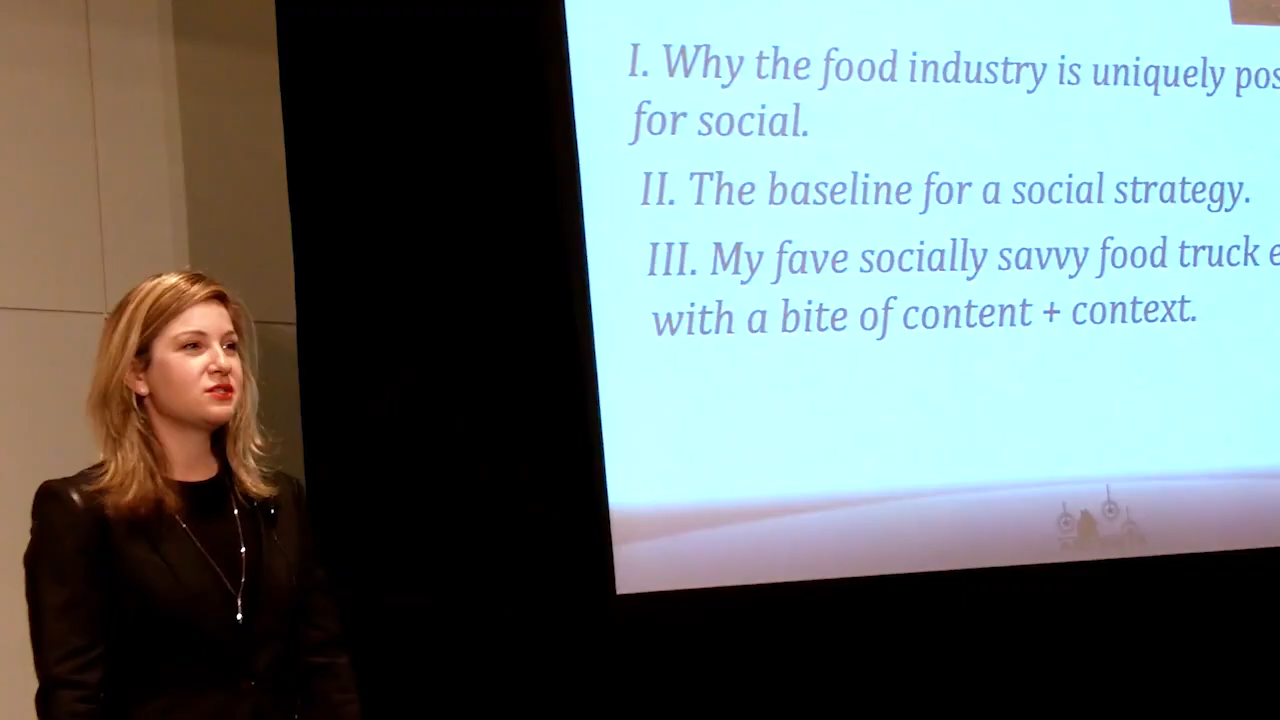 I. Why the food industry is uniquely
for social.
II. The baseline for a social strategy.
III. My fave socially savvy food truck
with a bite of content + context.